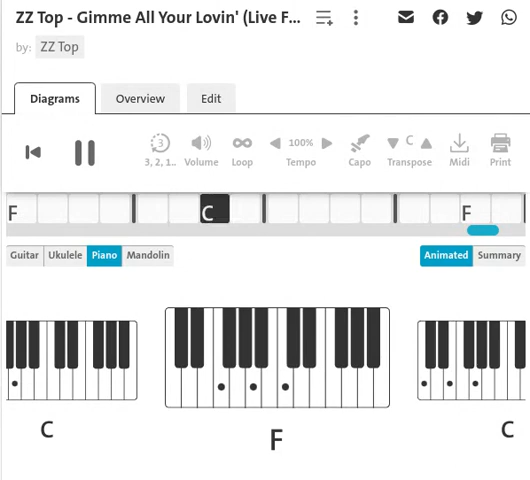 ZZ Top - Gimme All Your Lovin' (Live F...
by: ZZ Top
Diagrams Overview Edit
3 100% C
3, 2, 1.. Volume Loop Tempo Capo Transpose Midi Print
F C F
Guitar Ukulele Piano Mandolin Animated Summary
C F C